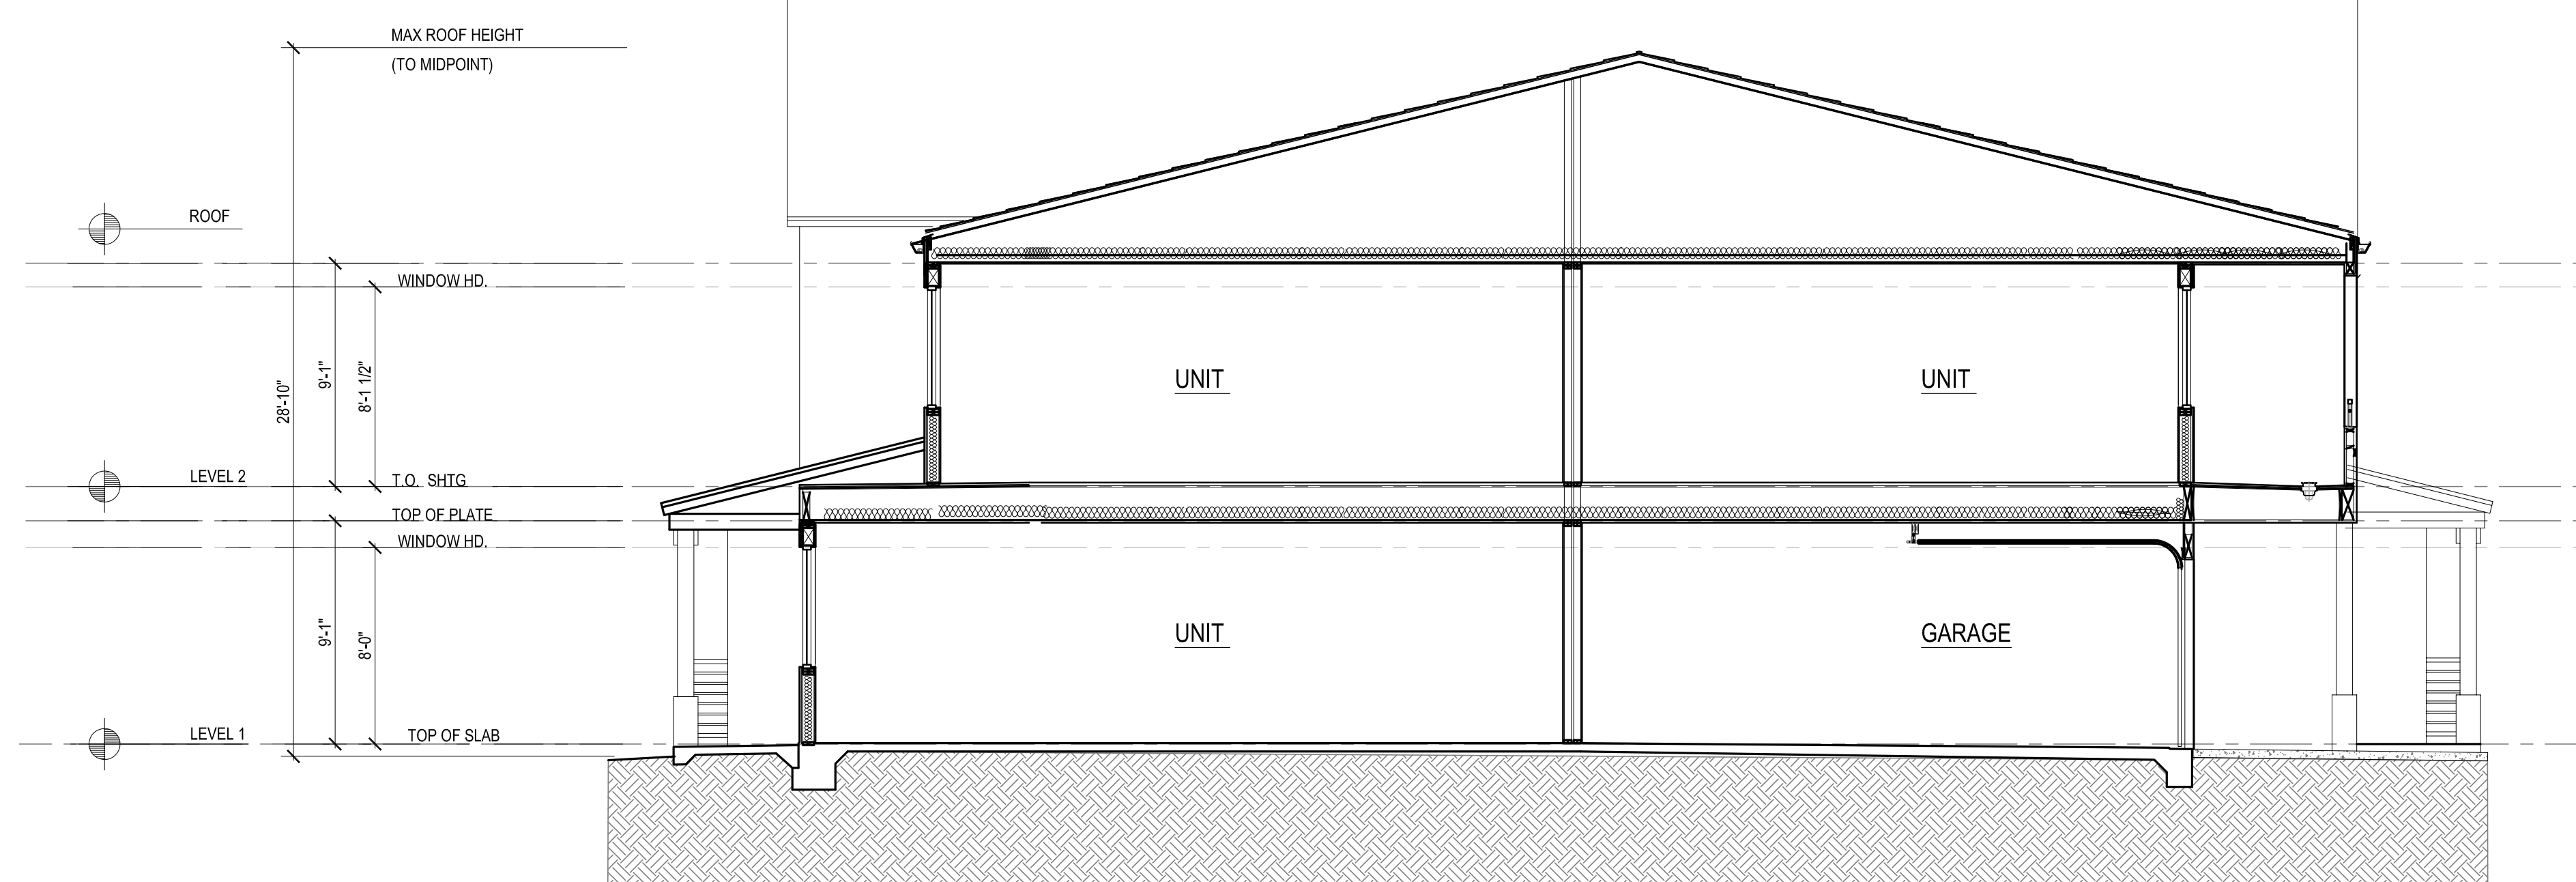 MAX ROOF HEIGHT
(TO MIDPOINT)
ROOF
WINDOW HD.
9'-1"
8'-1 1/2"
28'-10"
UNIT
UNIT
LEVEL 2
T.O. SHTG
TOP OF PLATE
WINDOW HD.
9'-1"
8'-0"
UNIT
GARAGE
LEVEL 1
TOP OF SLAB